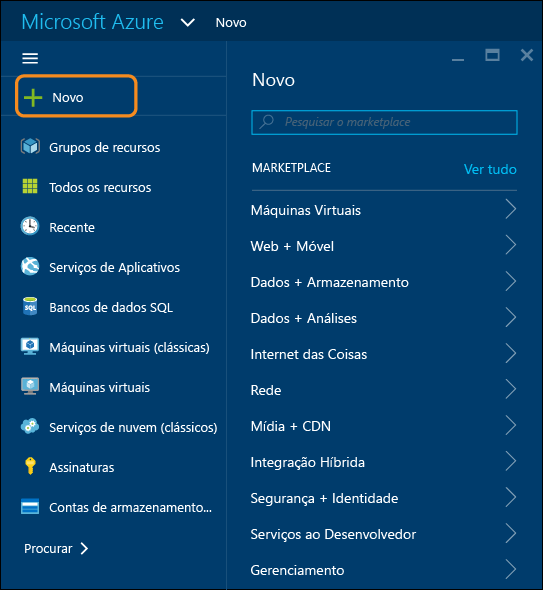 Microsoft Azure Novo
Novo
Grupos de recursos
Todos os recursos
Recente
Serviços de Aplicativos
SQL Bancos de dados SQL
Máquinas virtuais (clássicas)
Máquinas virtuais
Serviços de nuvem (clássicos)
Assinaturas
Contas de armazenamento...
Procurar
Novo
Pesquisar o marketplace
MARKETPLACE Ver tudo
Máquinas Virtuais
Web + Móvel
Dados + Armazenamento
Dados + Análises
Internet das Coisas
Rede
Mídia + CDN
Integração Híbrida
Segurança + Identidade
Serviços ao Desenvolvedor
Gerenciamento